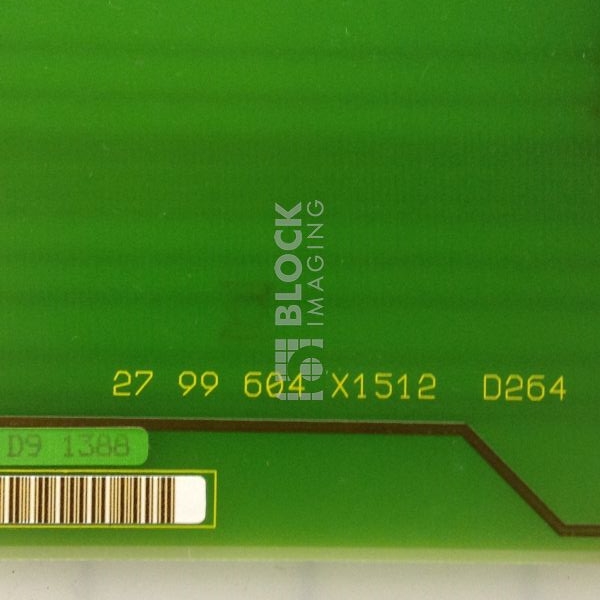 BLOCK
IMAGING
27 99 604 X1512 D264
D9 1388